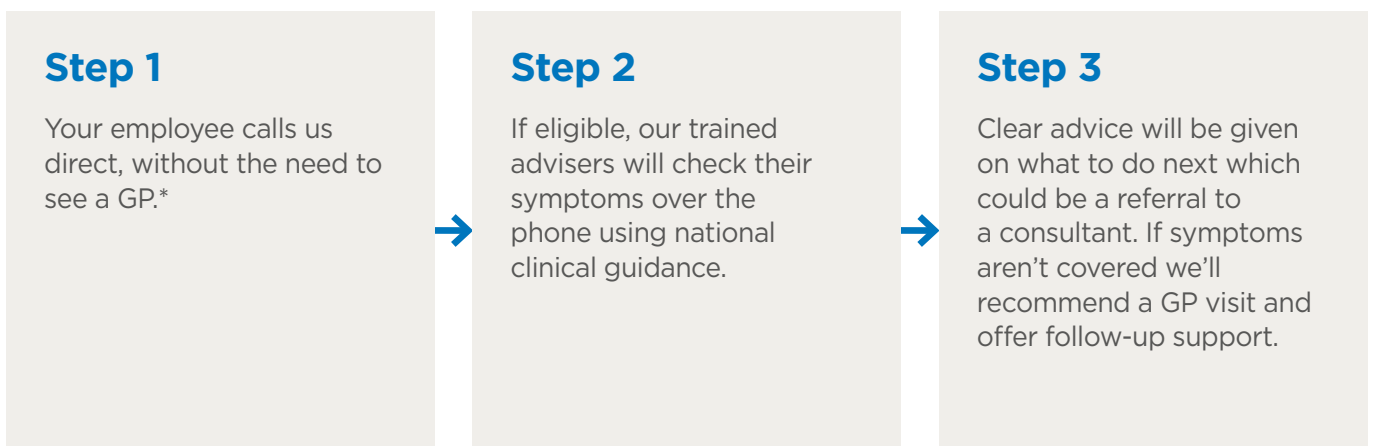 Step 1
Your employee calls us
direct, without the need to
see a GP.*
Step 2
If eligible, our trained
advisers will check their
symptoms over the
phone using national
clinical guidance.
Step 3
Clear advice will be given
on what to do next which
could be a referral to
a consultant. If symptoms
aren’t covered we’ll
recommend a GP visit and
offer follow-up support.